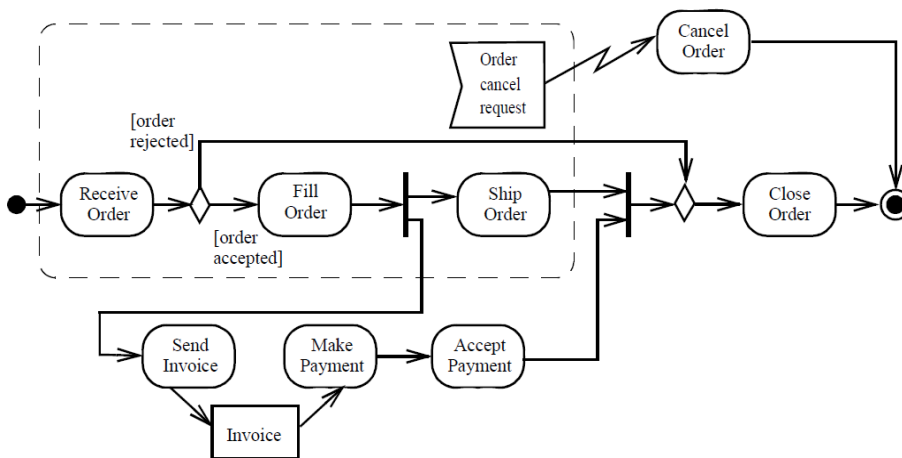 Order
cancel
request
Cancel
Order
[order
rejected]
Receive
Order
Fill
Order
Ship
Order
Close
Order
[order
accepted]
Send
Invoice
Make
Payment
Accept
Payment
Invoice